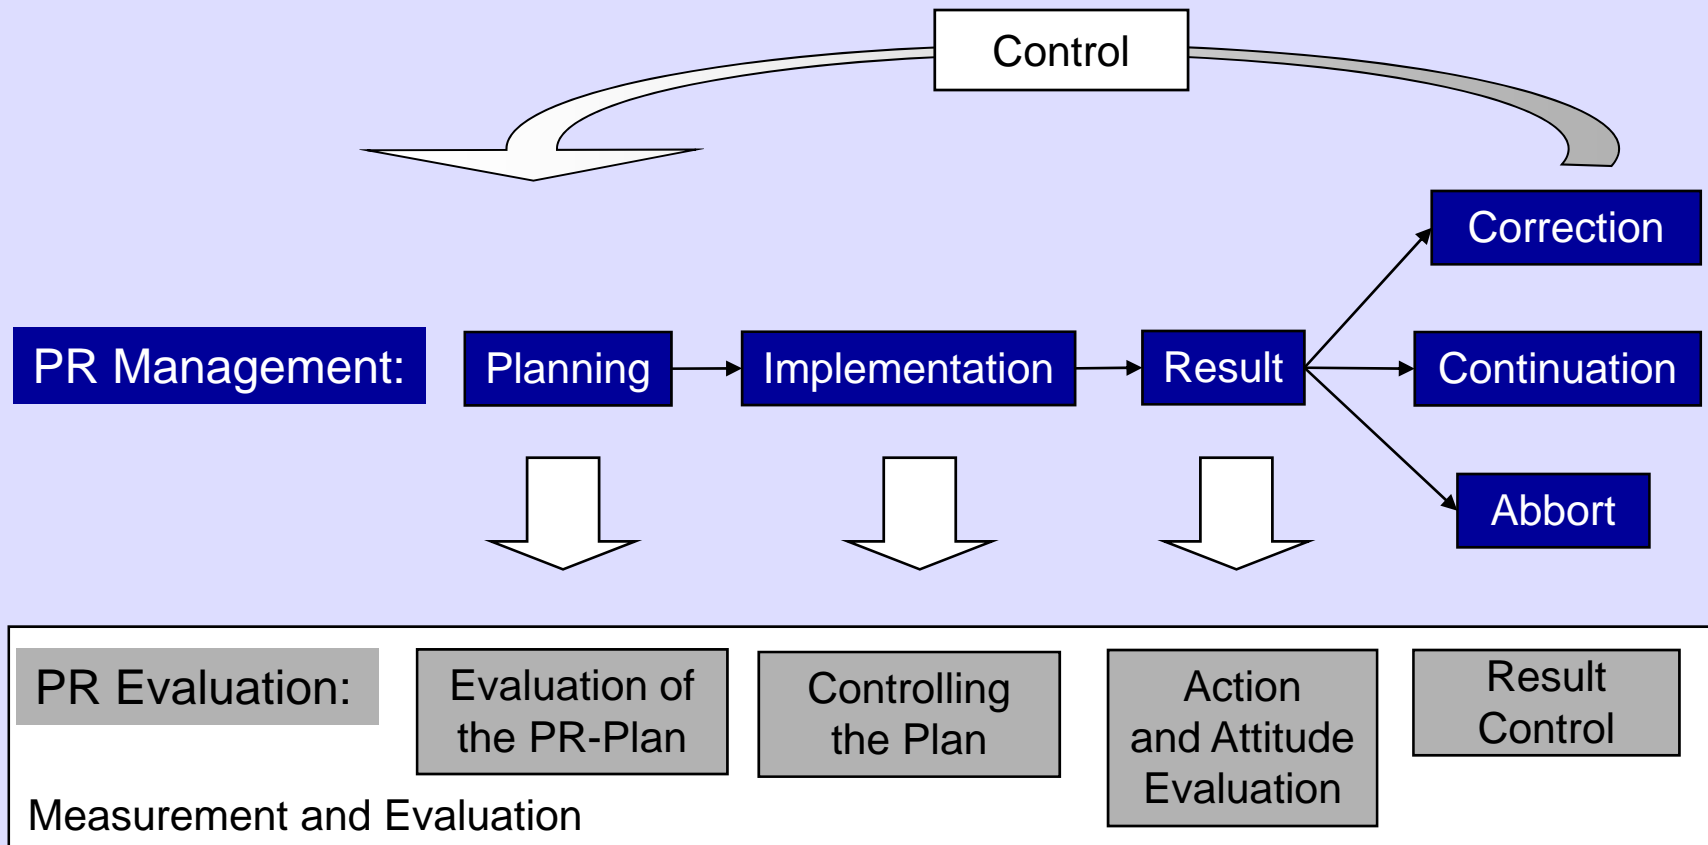 Control
Correction
PR Management:
Planning
Implementation
Result
Continuation
Abbort
PR Evaluation:
Evaluation of
the PR-Plan
Controlling
the Plan
Action
and Attitude
Evaluation
Result
Control
Measurement and Evaluation